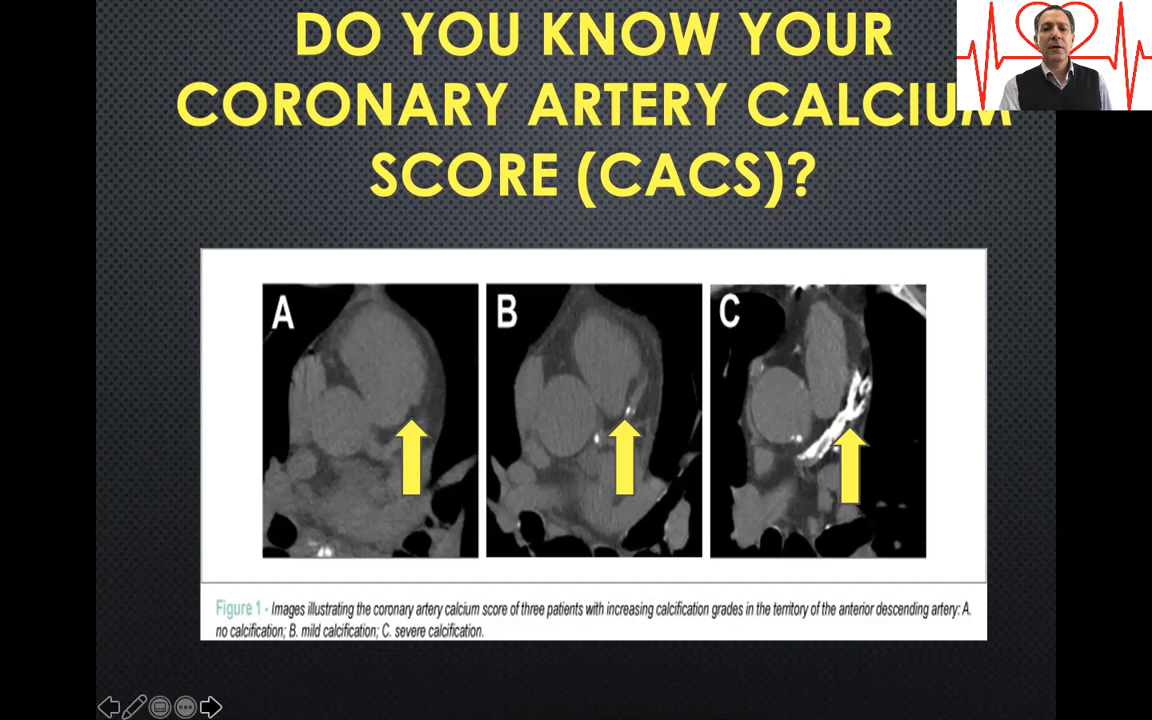 DO YOU KNOW YOUR
CORONARY ARTERY CALCIUM
SCORE (CACS)?
A
B
C
Figure 1 - Images illustrating the coronary artery calcium score of three patients with increasing calcification grades in the territory of the anterior descending artery: A.
no calcification; B. mild calcification; C. severe calcification.